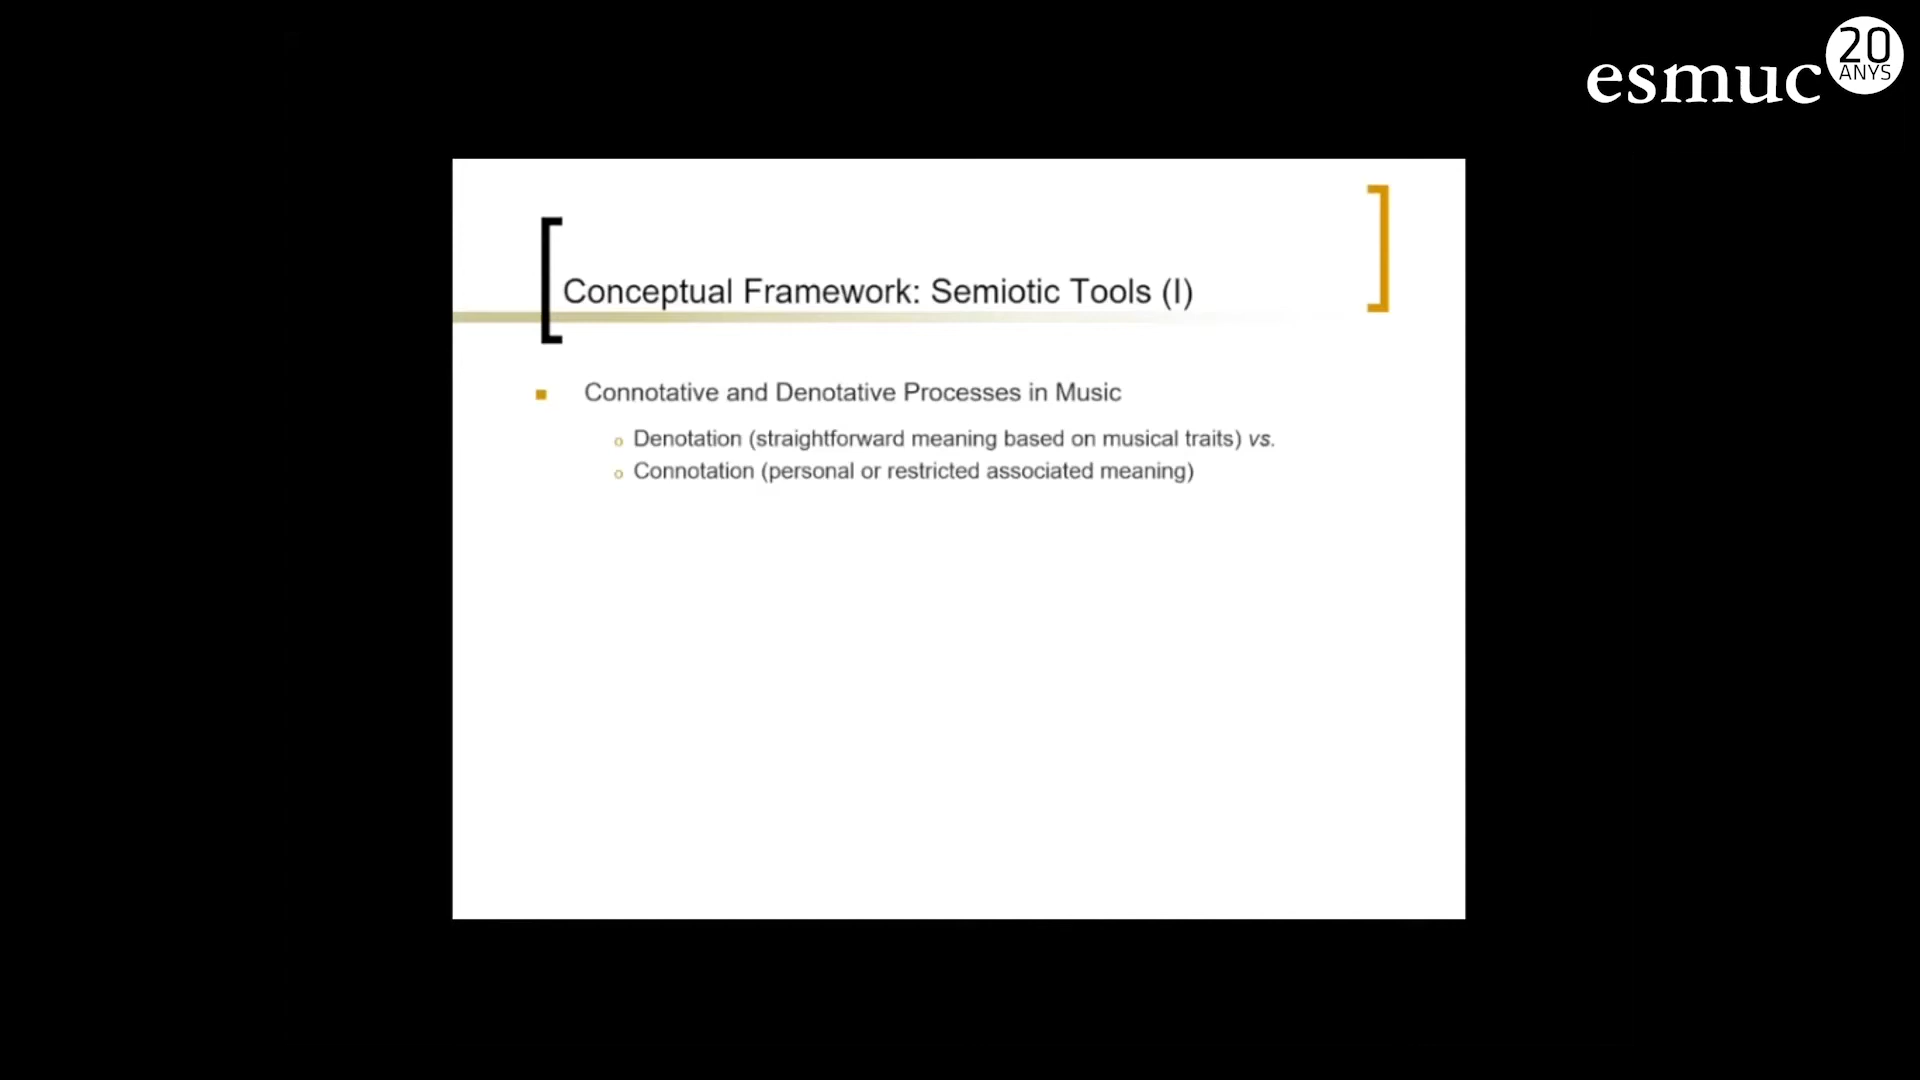 esmuc
20
ANYS
Conceptual Framework: Semiotic Tools (I)
Connotative and Denotative Processes in Music
Denotation (straightforward meaning based on musical traits) vs.
Connotation (personal or restricted associated meaning)